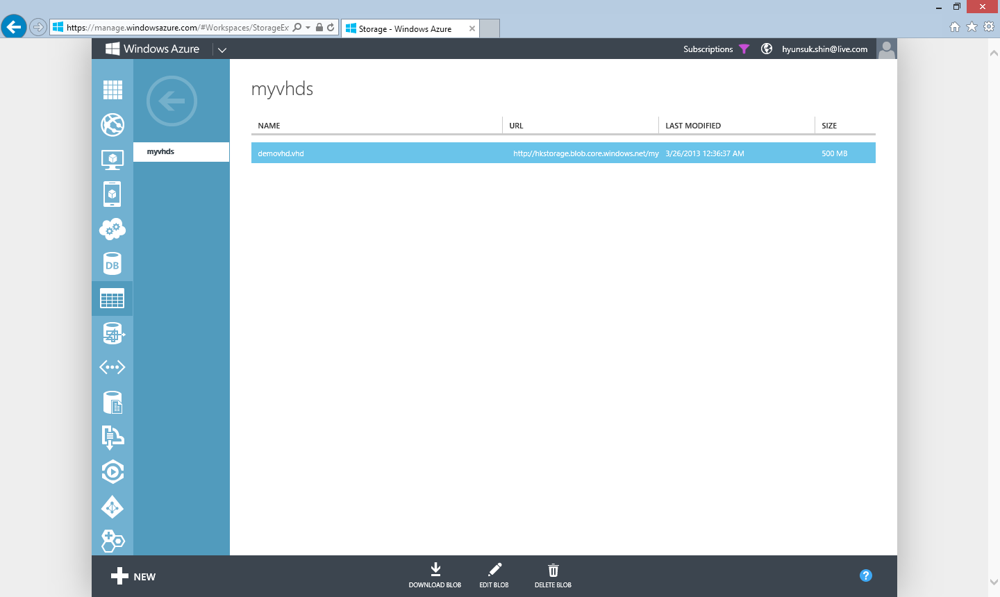 https://manage.windowsazure.com/#Workspaces/StorageEx
Storage - Windows Azure
Windows Azure
Subscriptions
hyunsuk.shin@live.com
myvhds
myvhds
NAME URL LAST MODIFIED SIZE
demovhd.vhd http://hkstorage.blob.core.windows.net/my 3/26/2013 12:36:37 AM 500 MB
DB
NEW
DOWNLOAD BLOB
EDIT BLOB
DELETE BLOB
?